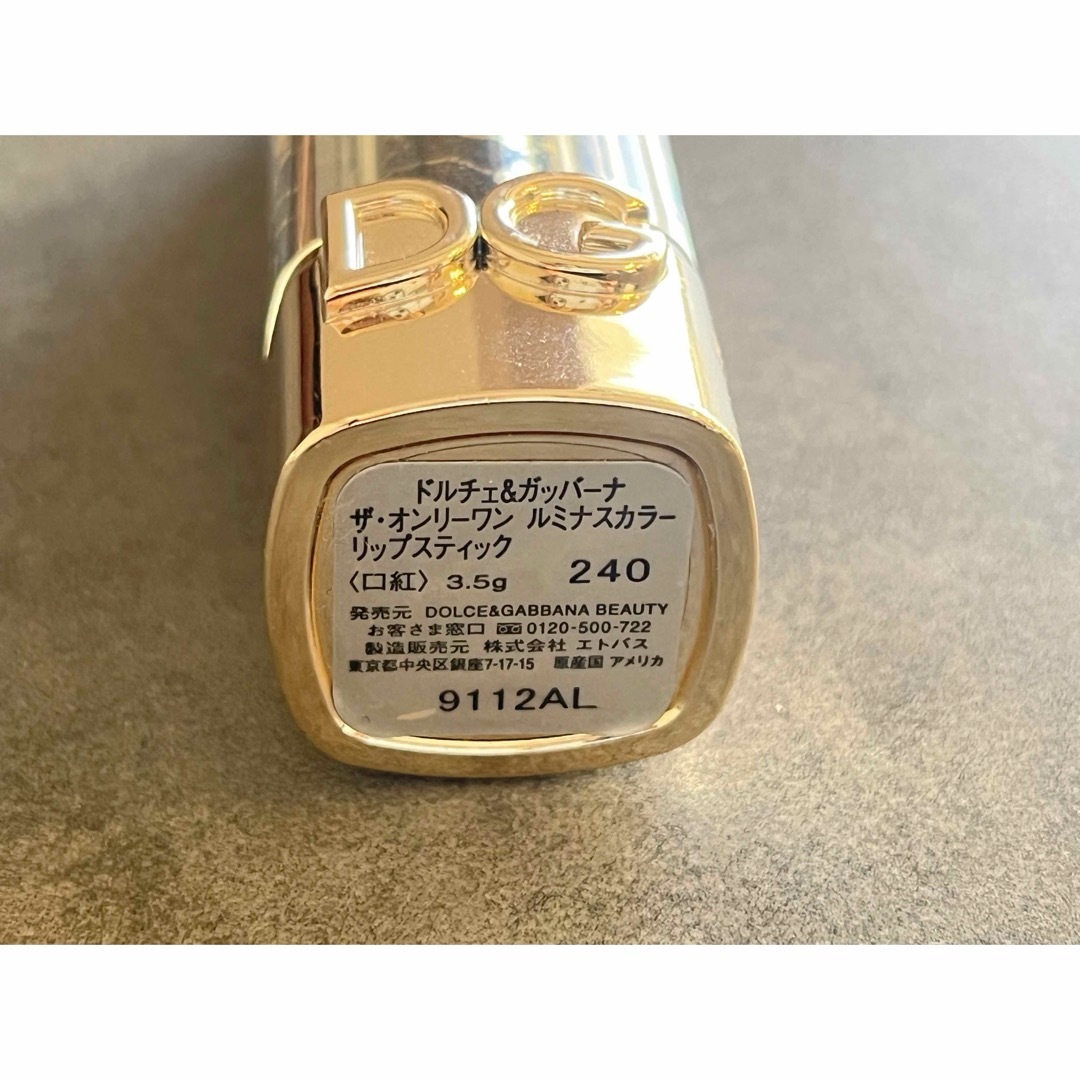 DG
ドルチェ&ガッバーナ
ザ・オンリーワン ルミナスカラー
リップスティック
〈口紅〉 3.5g 240
発売元 DOLCE&GABBANA BEAUTY
お客さま窓口 0120-500-722
製造販売元 株式会社 エトバス
東京都中央区銀座7-17-15 原産国 アメリカ
9112AL